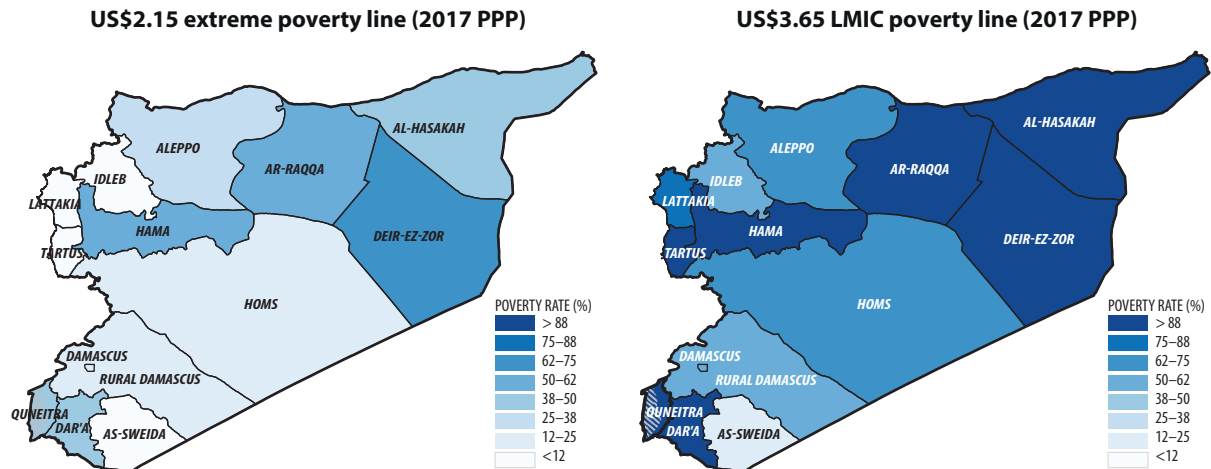 US$2.15 extreme poverty line (2017 PPP)
ALEPPO
AL-HASAKAH
AR-RAQQA
IDLEB
LATTAKIA
HAMA
DEIR-EZ-ZOR
TARTUS
HOMS
DAMASCUS
RURAL DAMASCUS
QUNEITRA
DAR'A
AS-SWEIDA
POVERTY RATE (%)
> 88
75–88
62–75
50–62
38–50
25–38
12–25
<12
US$3.65 LMIC poverty line (2017 PPP)
AL-HASAKAH
ALEPPO
AR-RAQQA
IDLEB
LATTAKIA
HAMA
DEIR-EZ-ZOR
TARTUS
HOMS
DAMASCUS
RURAL DAMASCUS
QUNEITRA
DAR'A
AS-SWEIDA
POVERTY RATE (%)
> 88
75–88
62–75
50–62
38–50
25–38
12–25
<12